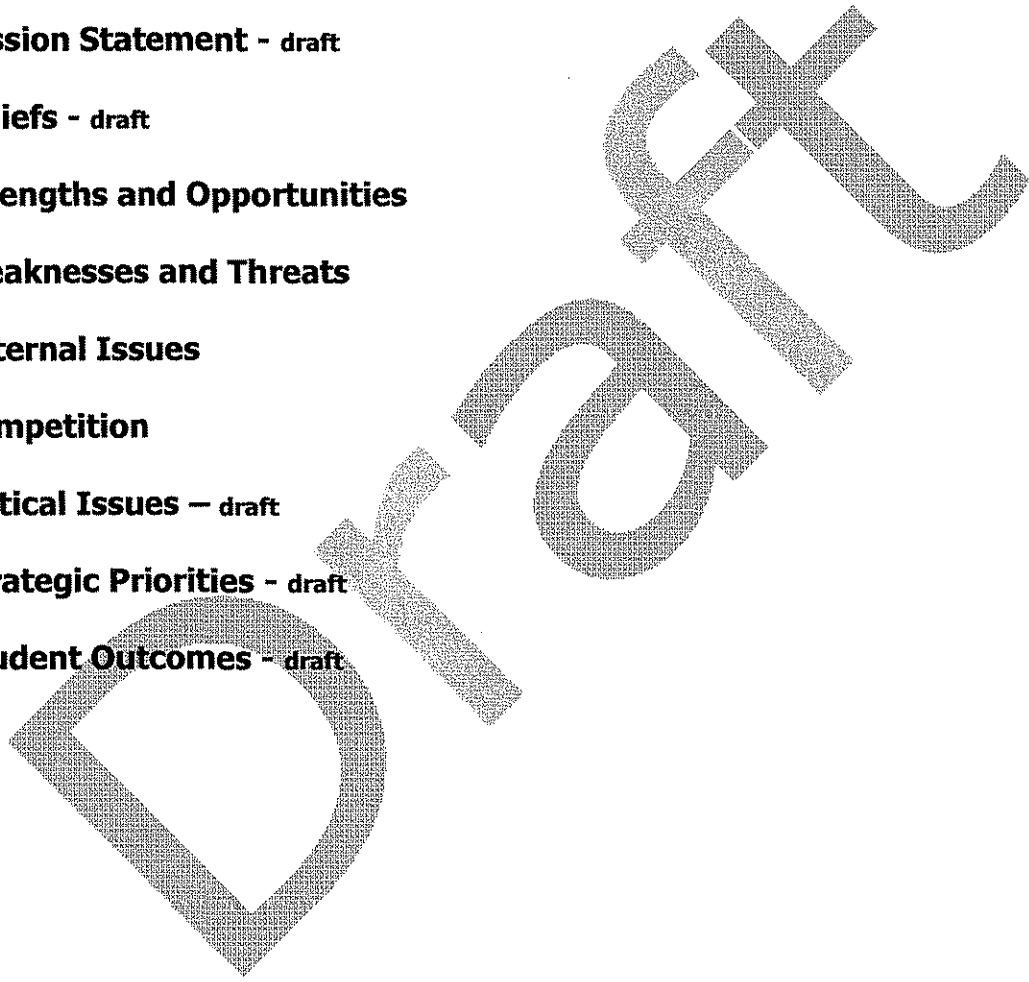 ssion Statement - draft
iefs - draft
engths and Opportunities
eaknesses and Threats
ternal Issues
mpetition
tical Issues – draft
rategic Priorities - draft
udent Outcomes - draft
Draft